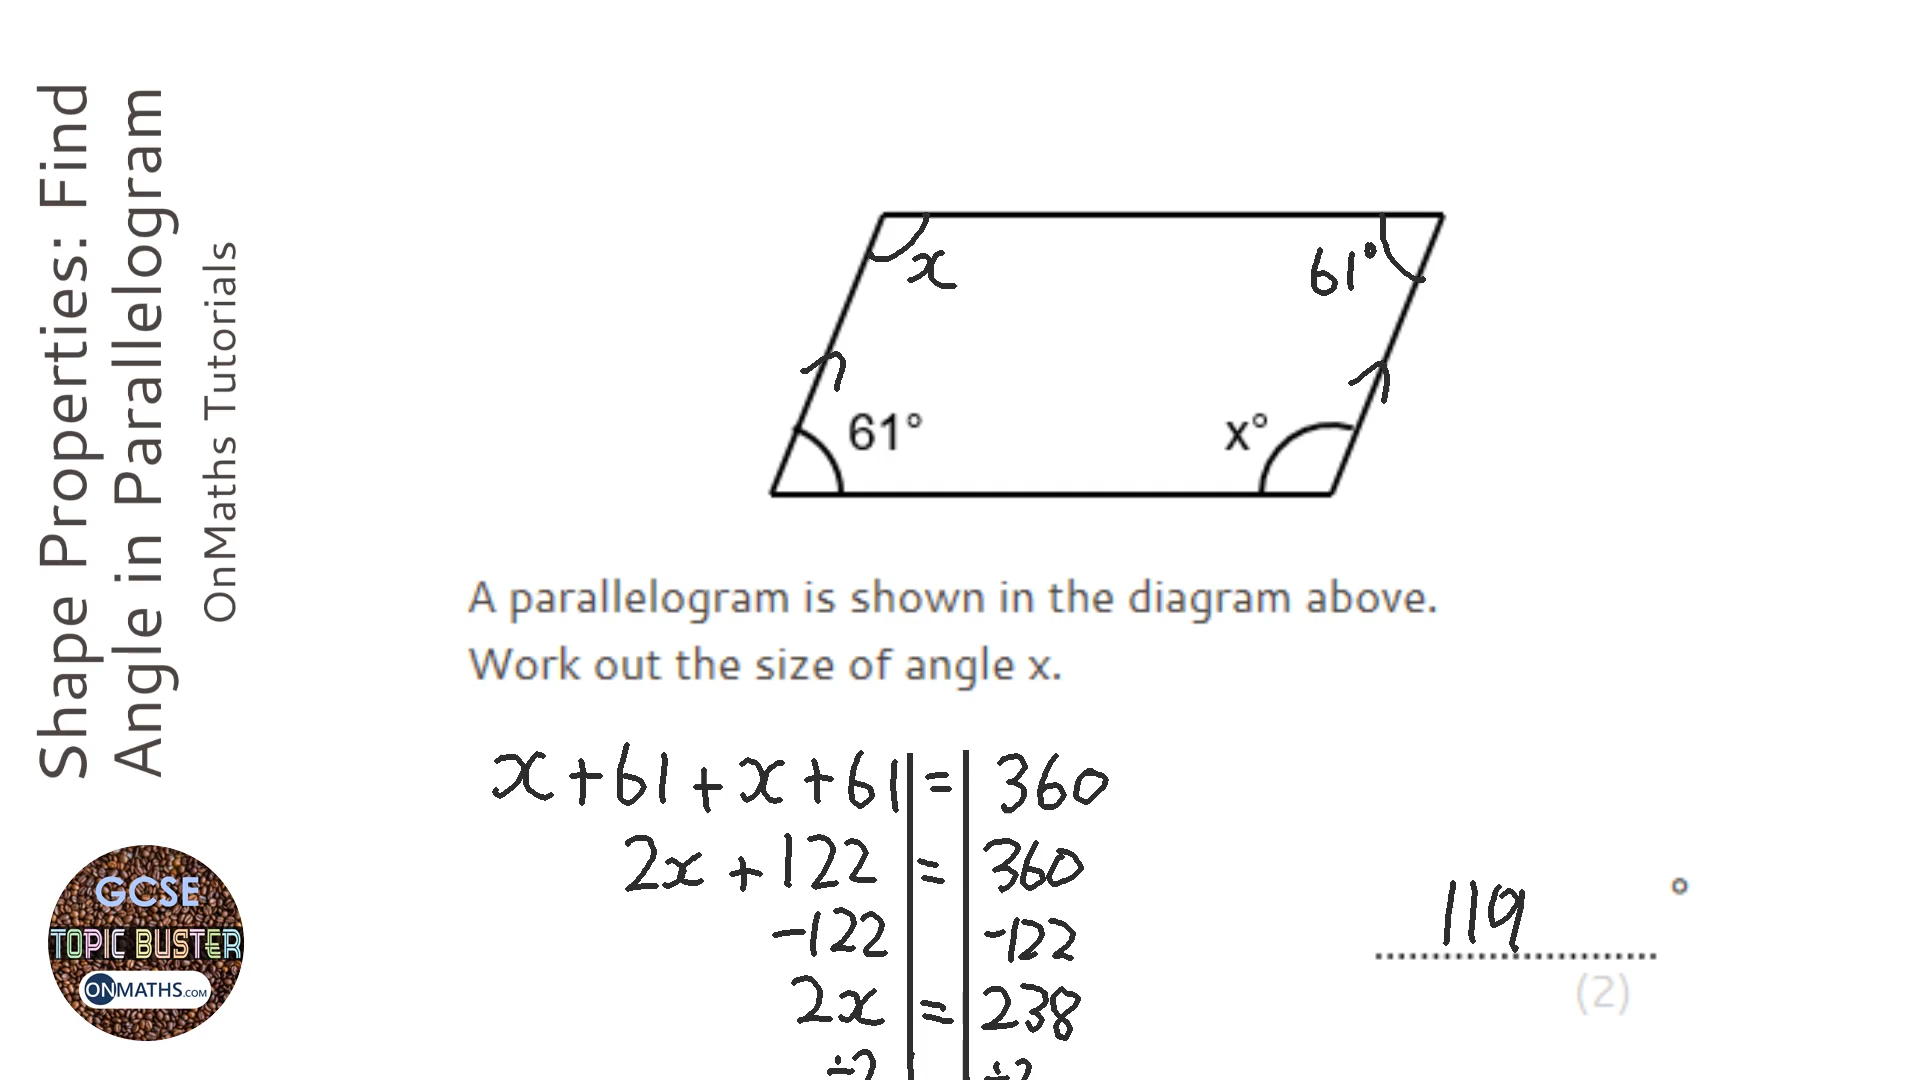 Shape Properties: Find
Angle in Parallelogram
OnMaths Tutorials
x
61°
61°
x°
A parallelogram is shown in the diagram above.
Work out the size of angle x.
x + 61 + x + 61 = 360
2x + 122 = 360
-122 -122
2x = 238
÷2 ÷2
119 °
(2)
GCSE
TOPIC BUSTER
ONMATHS.COM